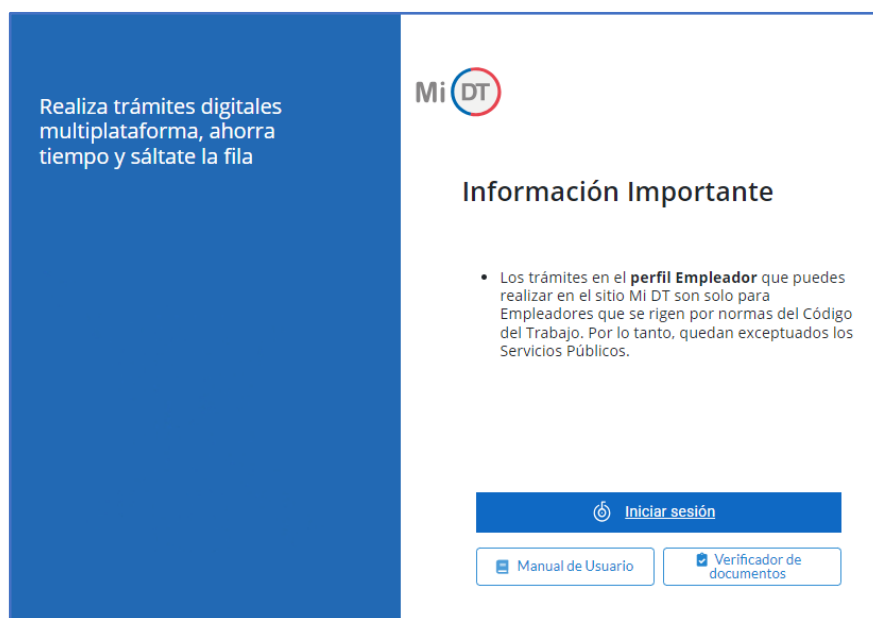 Realiza trámites digitales
multiplataforma, ahorra
tiempo y sáltate la fila
Mi DT
Información Importante
• Los trámites en el perfil Empleador que puedes
realizar en el sitio Mi DT son solo para
Empleadores que se rigen por normas del Código
del Trabajo. Por lo tanto, quedan exceptuados los
Servicios Públicos.
Iniciar sesión
Manual de Usuario
Verificador de
documentos